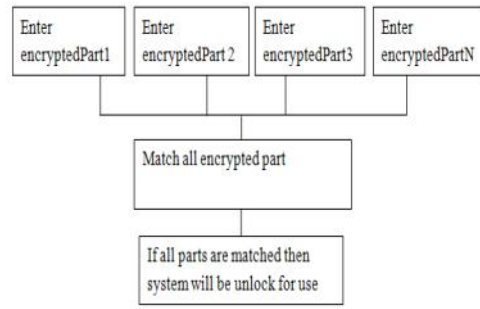 Enter
encryptedPart1
Enter
encryptedPart 2
Enter
encryptedPart3
Enter
encryptedPartN
Match all encrypted part
If all parts are matched then
system will be unlock for use